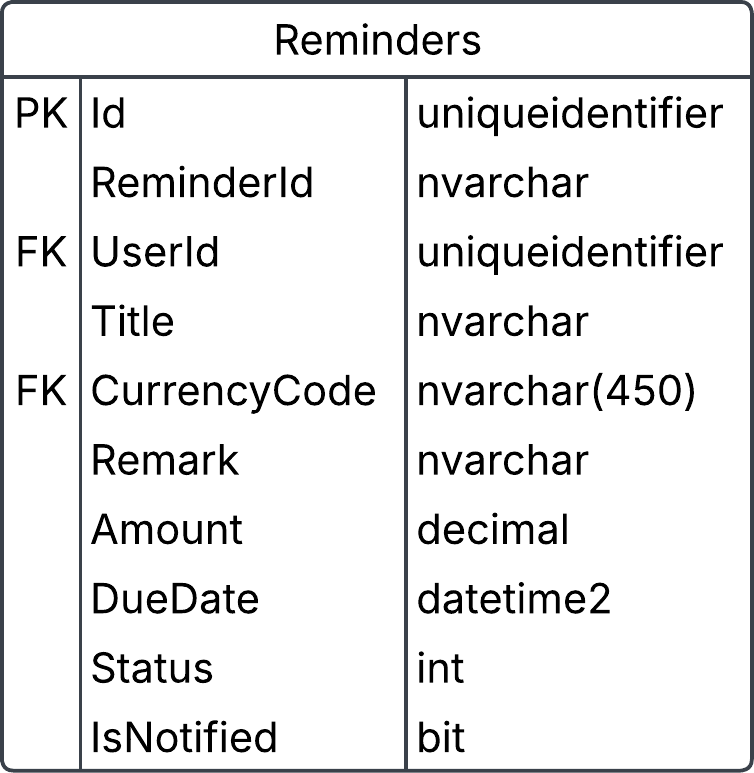 Reminders
PK Id uniqueidentifier
ReminderId nvarchar
FK UserId uniqueidentifier
Title nvarchar
FK CurrencyCode nvarchar(450)
Remark nvarchar
Amount decimal
DueDate datetime2
Status int
IsNotified bit